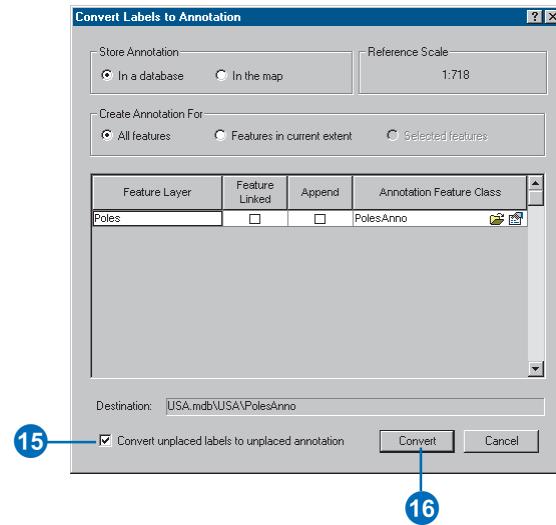 Convert Labels to Annotation
Store Annotation
In a database
In the map
Reference Scale
1:718
Create Annotation For
All features
Features in current extent
Selected features
Feature Layer
Feature Linked
Append
Annotation Feature Class
Poles
PolesAnno
Destination: USA.mdb\USA\PolesAnno
15
Convert unplaced labels to unplaced annotation
Convert
Cancel
16